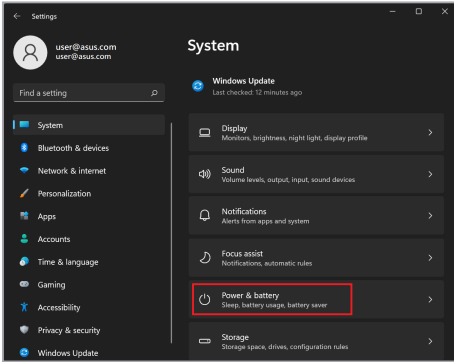 Settings
user@asus.com
user@asus.com
Find a setting
System
Bluetooth & devices
Network & internet
Personalization
Apps
Accounts
Time & language
Gaming
Accessibility
Privacy & security
Windows Update
System
Windows Update
Last checked: 12 minutes ago
Display
Monitors, brightness, night light, display profile
Sound
Volume levels, output, input, sound devices
Notifications
Alerts from apps and system
Focus assist
Notifications, automatic rules
Power & battery
Sleep, battery usage, battery saver
Storage
Storage space, drives, configuration rules